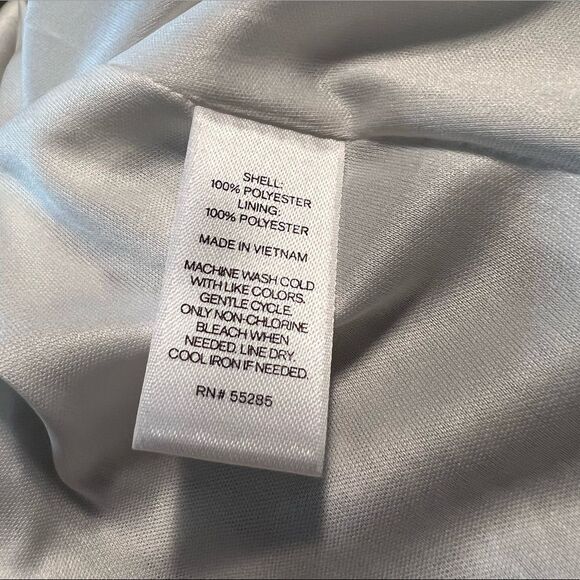 SHELL:
100% POLYESTER
LINING:
100% POLYESTER
MADE IN VIETNAM
MACHINE WASH COLD
WITH LIKE COLORS.
GENTLE CYCLE.
ONLY NON-CHLORINE
BLEACH WHEN
NEEDED. LINE DRY.
COOL IRON IF NEEDED.
RN# 55285